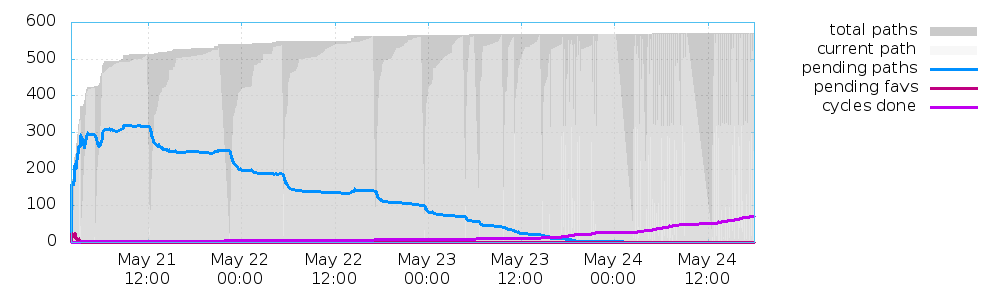 600
500
400
300
200
100
0
May 21 May 22 May 22 May 23 May 23 May 24 May 24
12:00 00:00 12:00 00:00 12:00 00:00 12:00
total paths
current path
pending paths
pending favs
cycles done